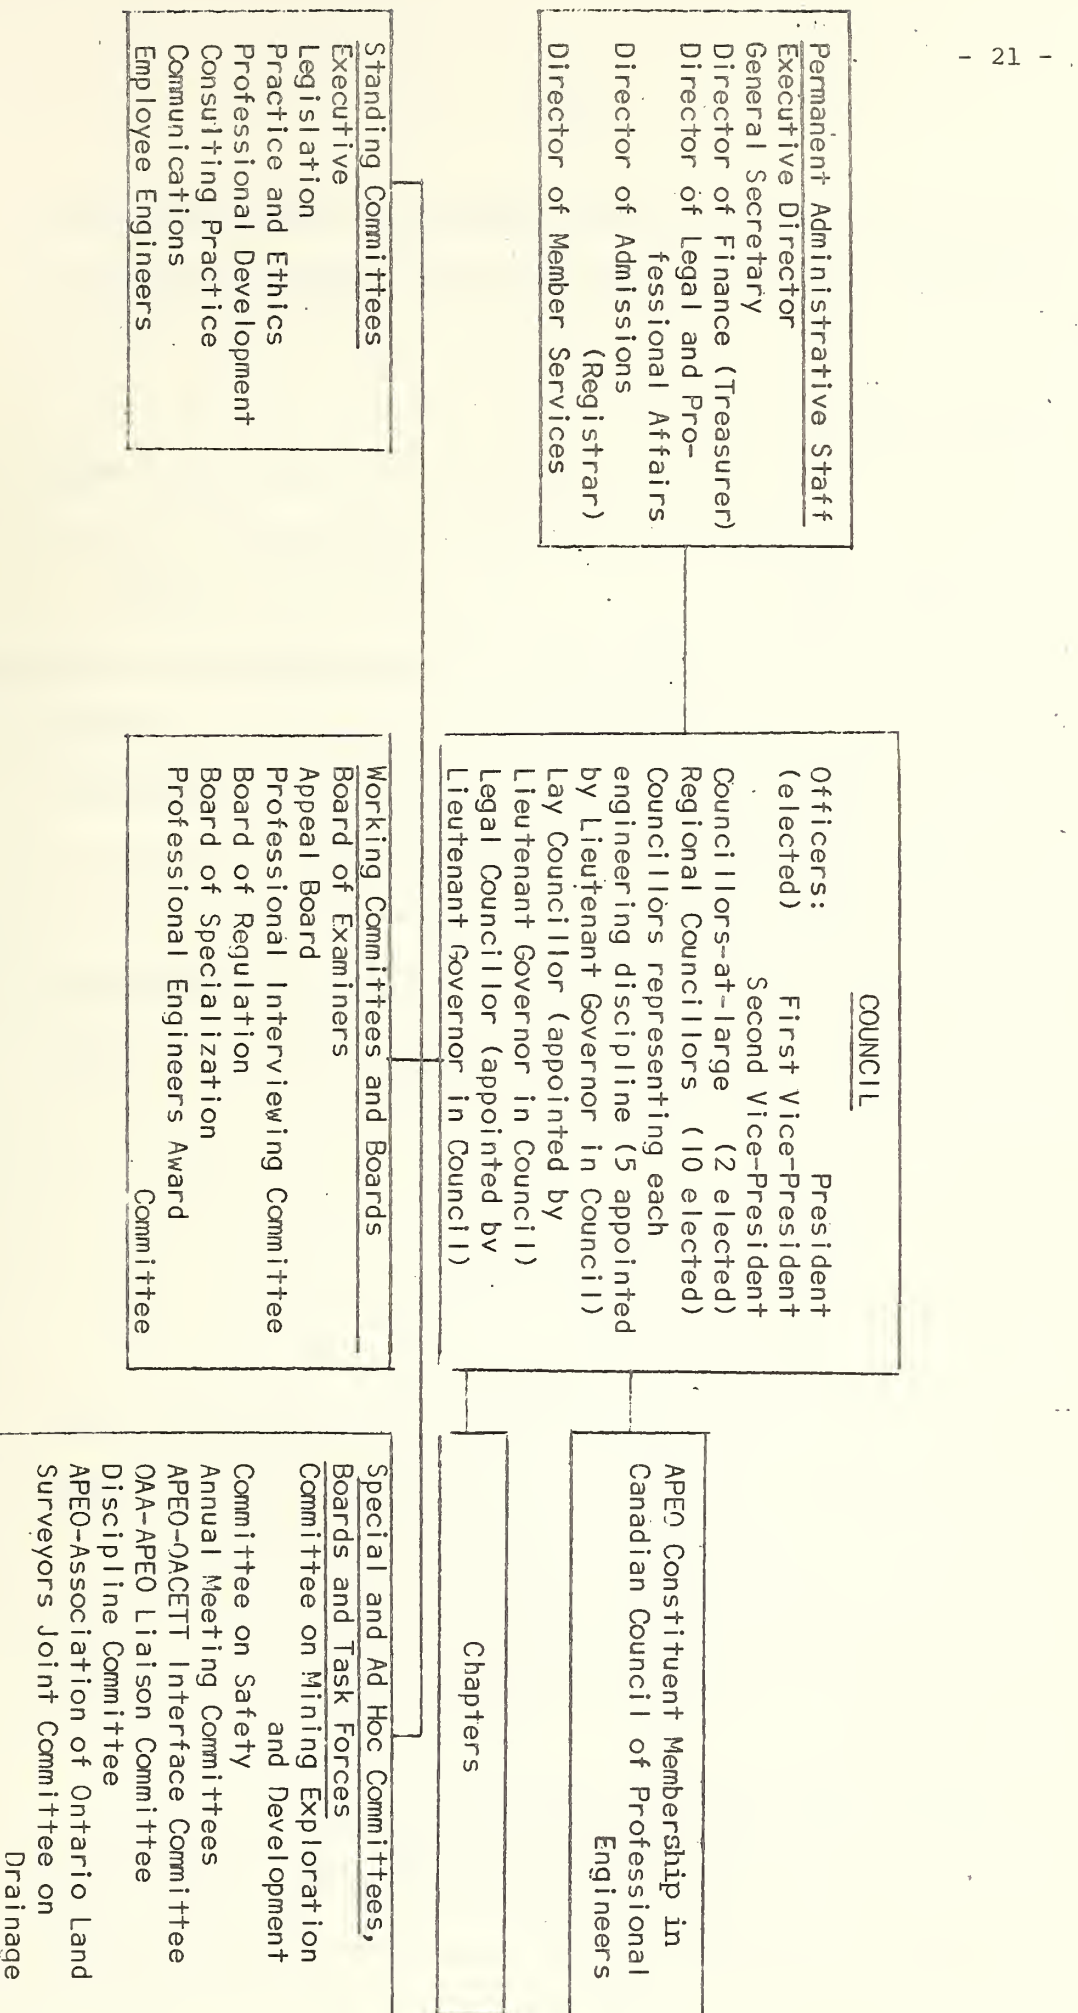 - 21 -
COUNCIL
Officers: President
(elected) First Vice-President
Second Vice-President
Councillors-at-large (2 elected)
Regional Councillors (10 elected)
Councillors representing each
engineering discipline (5 appointed
by Lieutenant Governor in Council)
Lay Councillor (appointed by
Lieutenant Governor in Council)
Legal Councillor (appointed by
Lieutenant Governor in Council)
Permanent Administrative Staff
Executive Director
General Secretary
Director of Finance (Treasurer)
Director of Legal and Pro-
fessional Affairs
Director of Admissions
(Registrar)
Director of Member Services
APEO Constituent Membership in
Canadian Council of Professional
Engineers
Chapters
Standing Committees
Executive
Legislation
Practice and Ethics
Professional Development
Consulting Practice
Communications
Employee Engineers
Working Committees and Boards
Board of Examiners
Appeal Board
Professional Interviewing Committee
Board of Regulation
Board of Specialization
Professional Engineers Award
Committee
Special and Ad Hoc Committees,
Boards and Task Forces
Committee on Mining Exploration
and Development
Committee on Safety
Annual Meeting Committees
APEO-OACETT Interface Committee
OAA-APEO Liaison Committee
Discipline Committee
APEO-Association of Ontario Land
Surveyors Joint Committee on
Drainage